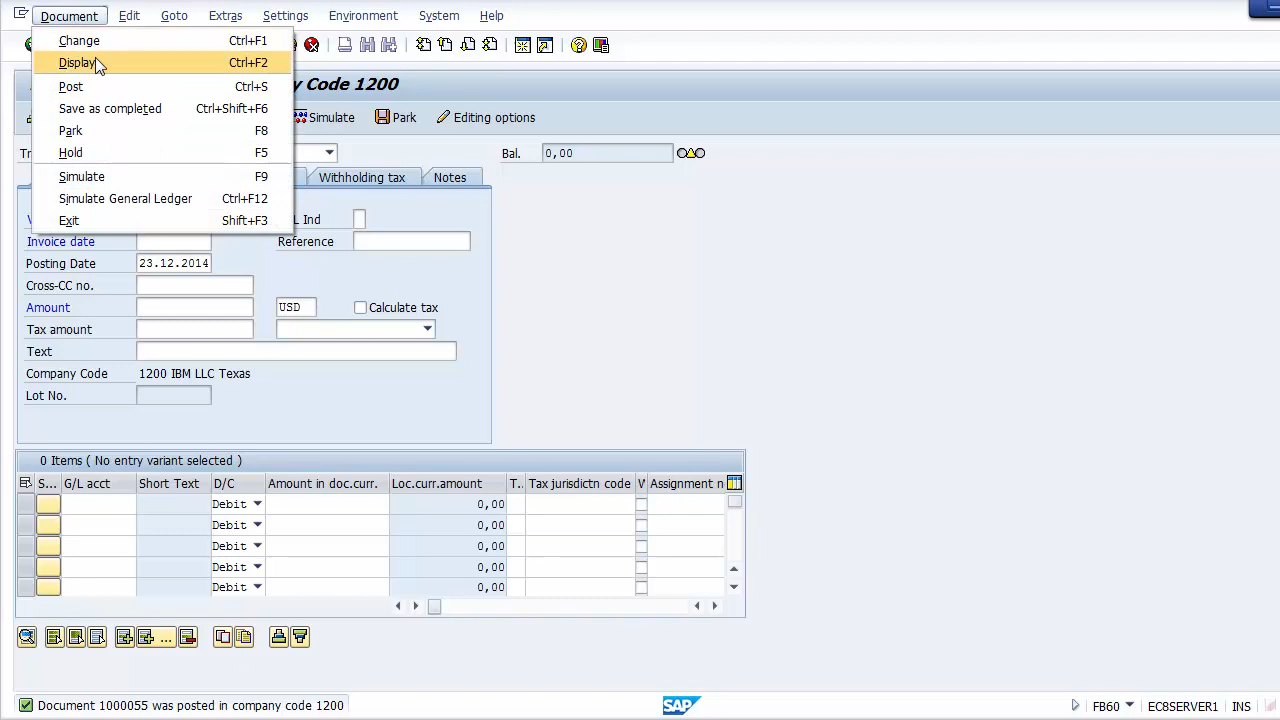 Document Edit Goto Extras Settings Environment System Help
Change Ctrl+F1
Display Ctrl+F2
Post Ctrl+S
Save as completed Ctrl+Shift+F6
Park F8
Hold F5
Simulate F9
Simulate General Ledger Ctrl+F12
Exit Shift+F3
y Code 1200
Simulate Park Editing options
Tr Bal. 0,00
Withholding tax Notes
L Ind
Invoice date Reference
Posting Date 23.12.2014
Cross-CC no.
Amount USD Calculate tax
Tax amount
Text
Company Code 1200 IBM LLC Texas
Lot No.
0 Items ( No entry variant selected )
S... G/L acct Short Text D/C Amount in doc.curr. Loc.curr.amount T.. Tax jurisdictn code V Assignment n
Debit 0,00
Debit 0,00
Debit 0,00
Debit 0,00
Debit 0,00
...
Document 1000055 was posted in company code 1200 SAP FB60 EC8SERVER1 INS